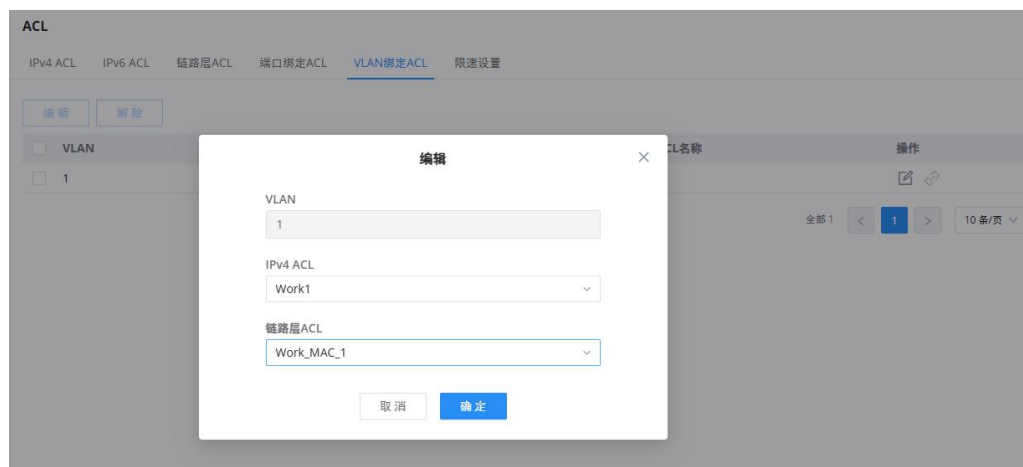 ACL
IPv4 ACL IPv6 ACL 链路层ACL 端口绑定ACL VLAN绑定ACL 限速设置
编辑 解除
VLAN CL名称 操作
1
编辑
VLAN
1
IPv4 ACL
Work1
链路层ACL
Work_MAC_1
取消 确定
全部 1 < 1 > 10 条/页